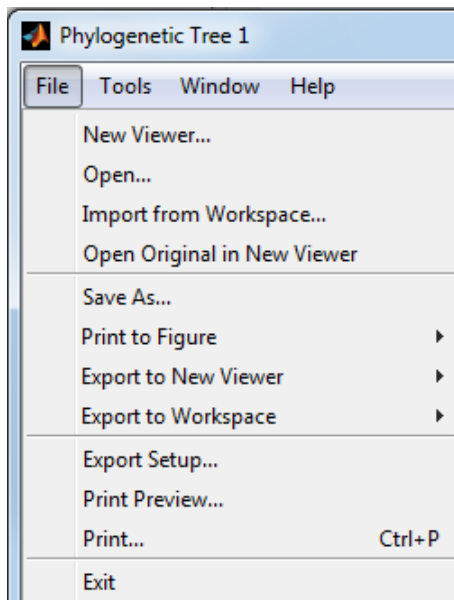 Phylogenetic Tree 1
File Tools Window Help
New Viewer...
Open...
Import from Workspace...
Open Original in New Viewer
Save As...
Print to Figure
Export to New Viewer
Export to Workspace
Export Setup...
Print Preview...
Print... Ctrl+P
Exit